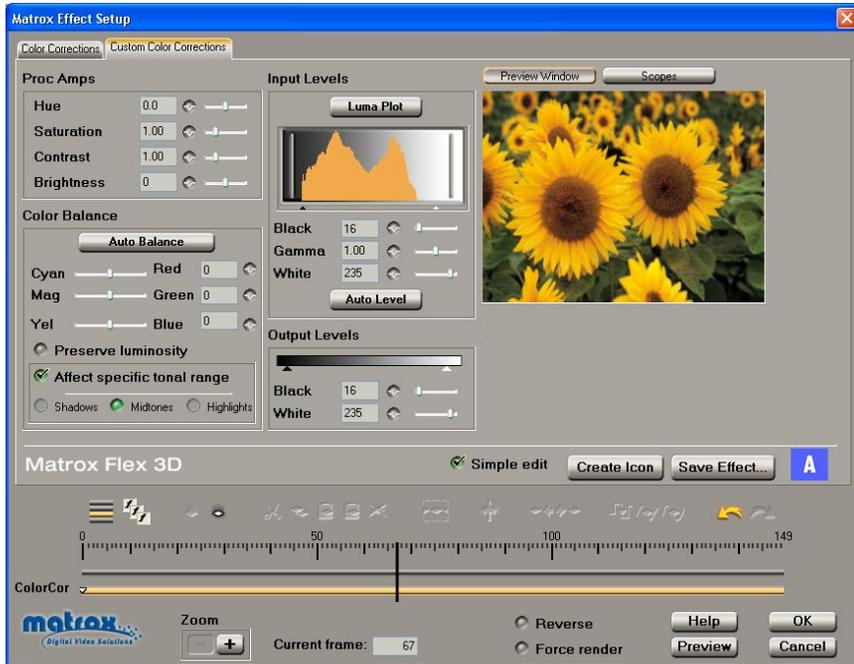 Matrox Effect Setup
Color Corrections Custom Color Corrections
Proc Amps
Hue 0.0
Saturation 1.00
Contrast 1.00
Brightness 0
Color Balance
Auto Balance
Cyan Red 0
Mag Green 0
Yel Blue 0
Preserve luminosity
Affect specific tonal range
Shadows Midtones Highlights
Input Levels
Luma Plot
Black 16
Gamma 1.00
White 235
Auto Level
Output Levels
Black 16
White 235
Preview Window Scopes
Matrox Flex 3D
Simple edit Create Icon Save Effect... A
0 50 100 149
ColorCor
matrox
Digital Video Solutions
Zoom
- +
Current frame: 67
Reverse
Force render
Help OK
Preview Cancel